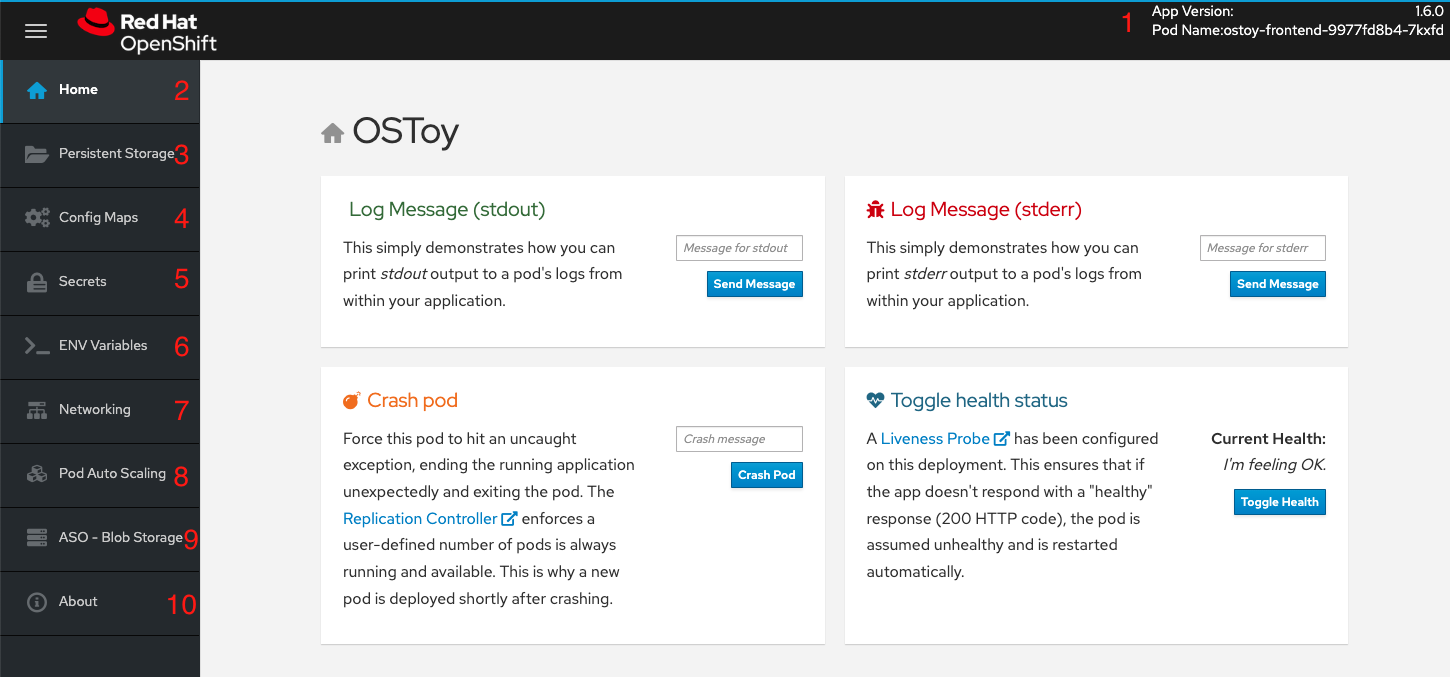 Red Hat
OpenShift
1
App Version: 1.6.0
Pod Name:ostoy-frontend-9977fd8b4-7kxfd
Home 2
Persistent Storage 3
Config Maps 4
Secrets 5
ENV Variables 6
Networking 7
Pod Auto Scaling 8
ASO - Blob Storage 9
About 10
OSToy
Log Message (stdout)
This simply demonstrates how you can
print stdout output to a pod's logs from
within your application.
Message for stdout
Send Message
Log Message (stderr)
This simply demonstrates how you can
print stderr output to a pod's logs from
within your application.
Message for stderr
Send Message
Crash pod
Force this pod to hit an uncaught
exception, ending the running application
unexpectedly and exiting the pod. The
Replication Controller enforces a
user-defined number of pods is always
running and available. This is why a new
pod is deployed shortly after crashing.
Crash message
Crash Pod
Toggle health status
A Liveness Probe has been configured
on this deployment. This ensures that if
the app doesn't respond with a "healthy"
response (200 HTTP code), the pod is
assumed unhealthy and is restarted
automatically.
Current Health:
I'm feeling OK.
Toggle Health